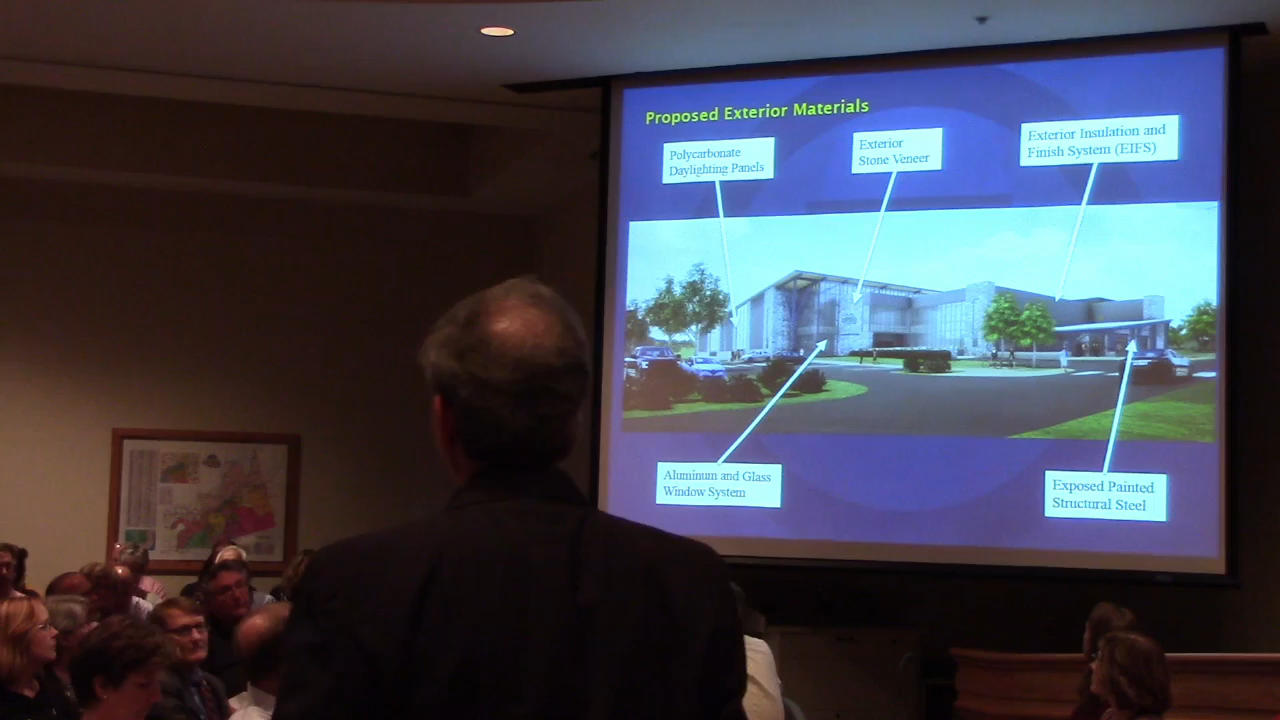 Proposed Exterior Materials
Polycarbonate
Daylighting Panels
Exterior
Stone Veneer
Exterior Insulation and
Finish System (EIFS)
Aluminum and Glass
Window System
Exposed Painted
Structural Steel